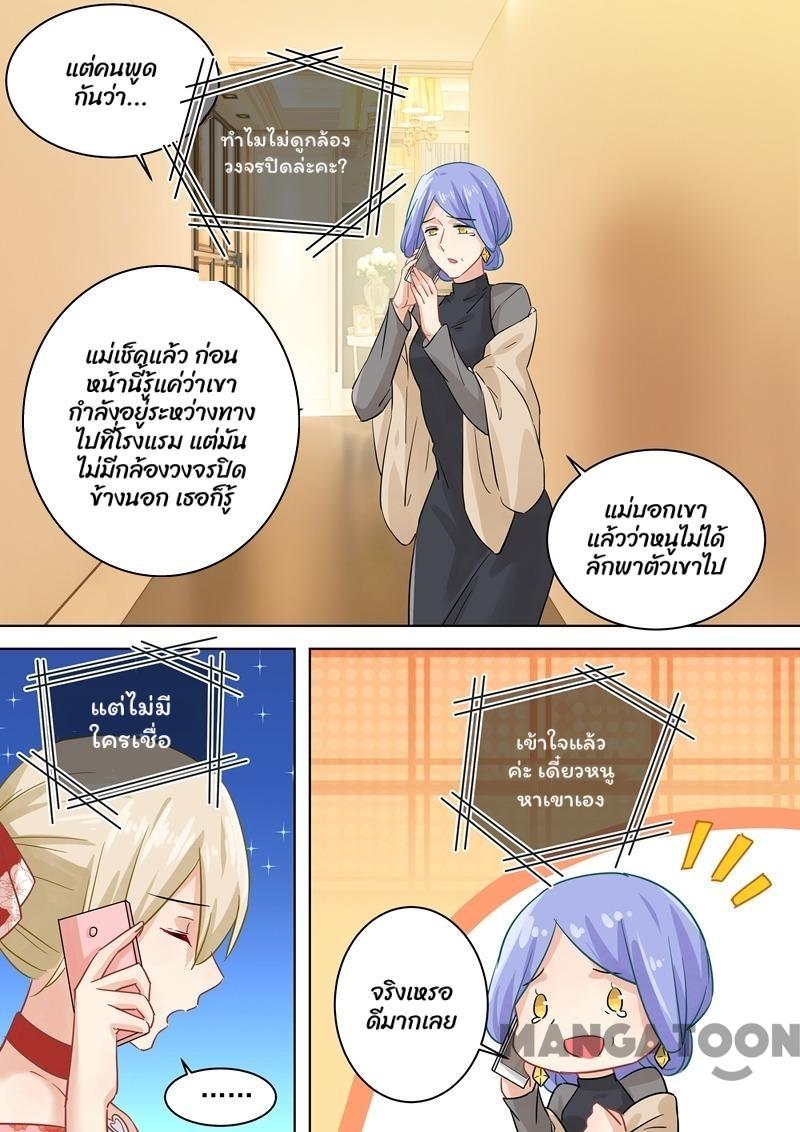 แต่คนพูด
กันว่า...
ทำไมไม่ดูกล้อง
วงจรปิดล่ะคะ?
แม่เช็คแล้ว ก่อน
หน้านี้รู้แค่ว่าเขา
กำลังอยู่ระหว่างทาง
ไปที่โรงแรม แต่มัน
ไม่มีกล้องวงจรปิด
ข้างนอก เธอก็รู้
แม่บอกเขา
แล้วว่าหนูไม่ได้
ลักพาตัวเขาไป
แต่ไม่มี
ใครเชื่อ
......
เข้าใจแล้ว
ค่ะ เดี๋ยวหนู
หาเขาเอง
จริงเหรอ
ดีมากเลย
MANGATOON